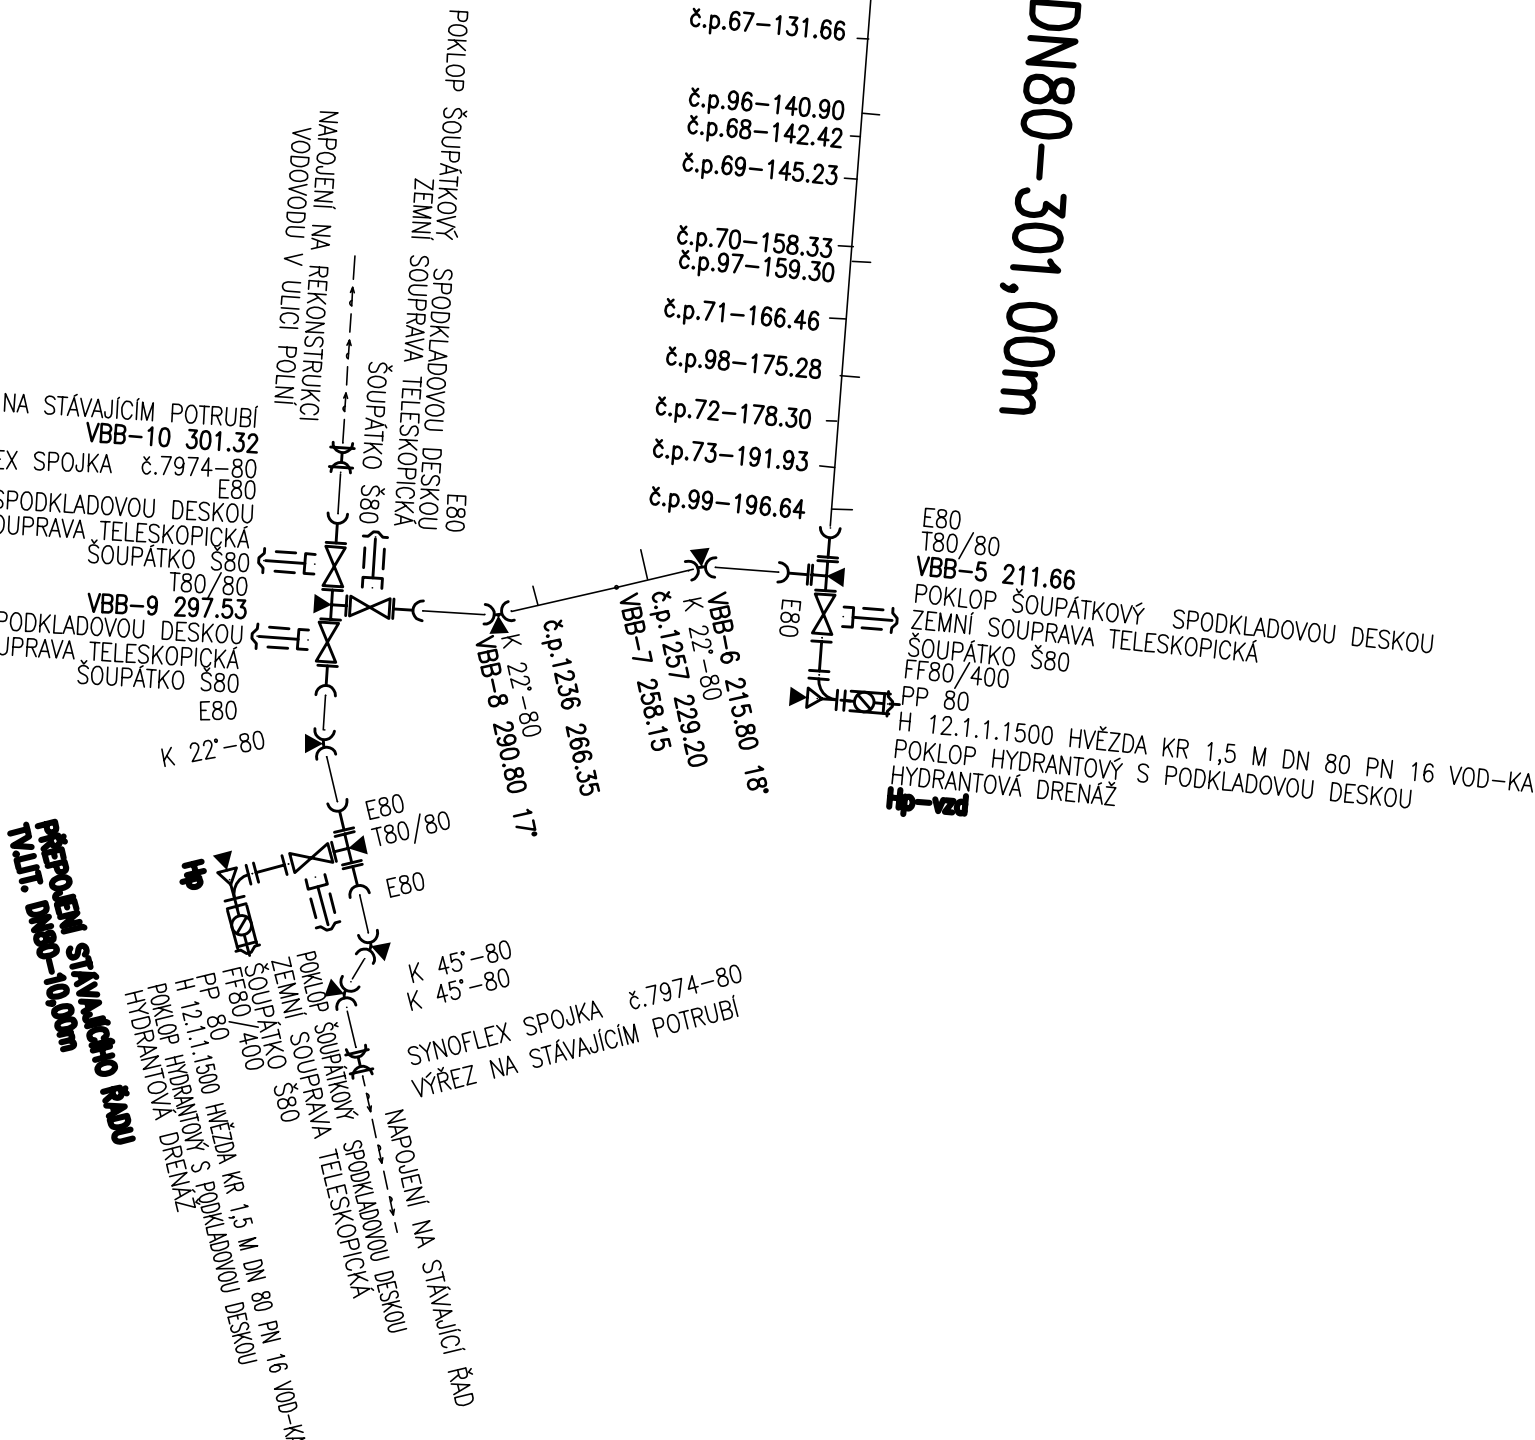 č.p.67-131.66
č.p.96-140.90
č.p.68-142.42
č.p.69-145.23
č.p.70-158.33
č.p.97-159.30
č.p.71-166.46
č.p.98-175.28
č.p.72-178.30
č.p.73-191.93
č.p.99-196.64
DN80-301,00m
POKLOP ŠOUPÁTKOVÝ SPODKLADOVOU DESKOU
ZEMNÍ SOUPRAVA TELESKOPICKÁ
ŠOUPÁTKO Š80
E80
NAPOJENÍ NA REKONSTRUKCI
VODOVODU V ULICI POLNÍ
NA STÁVAJÍCÍM POTRUBÍ
VBB-10 301.32
SPOJKA č.7974-80
E80
SPODKLADOVOU DESKOU
TELESKOPICKÁ
ŠOUPÁTKO Š80
T80/80
VBB-9 297.53
DESKOU
TELESKOPICKÁ
ŠOUPÁTKO Š80
E80
K 22°-80
VBB-8 290.80 17°
K 22°-80
č.p.1236 266.35
VBB-7 258.15
č.p.1257 229.20
K 22°-80
VBB-6 215.80 18°
E80
E80
T80/80
VBB-5 211.66
POKLOP ŠOUPÁTKOVÝ SPODKLADOVOU DESKOU
ZEMNÍ SOUPRAVA TELESKOPICKÁ
ŠOUPÁTKO Š80
FF80/400
PP 80
H 12.1.1.1500 HVĚZDA KR 1,5 M DN 80 PN 16 VOD-KA
POKLOP HYDRANTOVÝ S PODKLADOVOU DESKOU
HYDRANTOVÁ DRENÁŽ
Hp-vzd
E80
T80/80
E80
Hp
K 45°-80
K 45°-80
SYNOFLEX SPOJKA č.7974-80
VÝŘEZ NA STÁVAJÍCÍM POTRUBÍ
NAPOJENÍ NA STÁVAJÍCÍ ŘAD
POKLOP ŠOUPÁTKOVÝ SPODKLADOVOU DESKOU
ZEMNÍ SOUPRAVA TELESKOPICKÁ
ŠOUPÁTKO Š80
FF80/400
PP 80
H 12.1.1.1500 HVĚZDA KR 1,5 M DN 80 PN 16
POKLOP HYDRANTOVÝ S PODKLADOVOU DESKOU
HYDRANTOVÁ DRENÁŽ
PŘEPOJENÍ STÁVAJÍCÍHO ŘADU
TV.LIT. DN80-10,00m